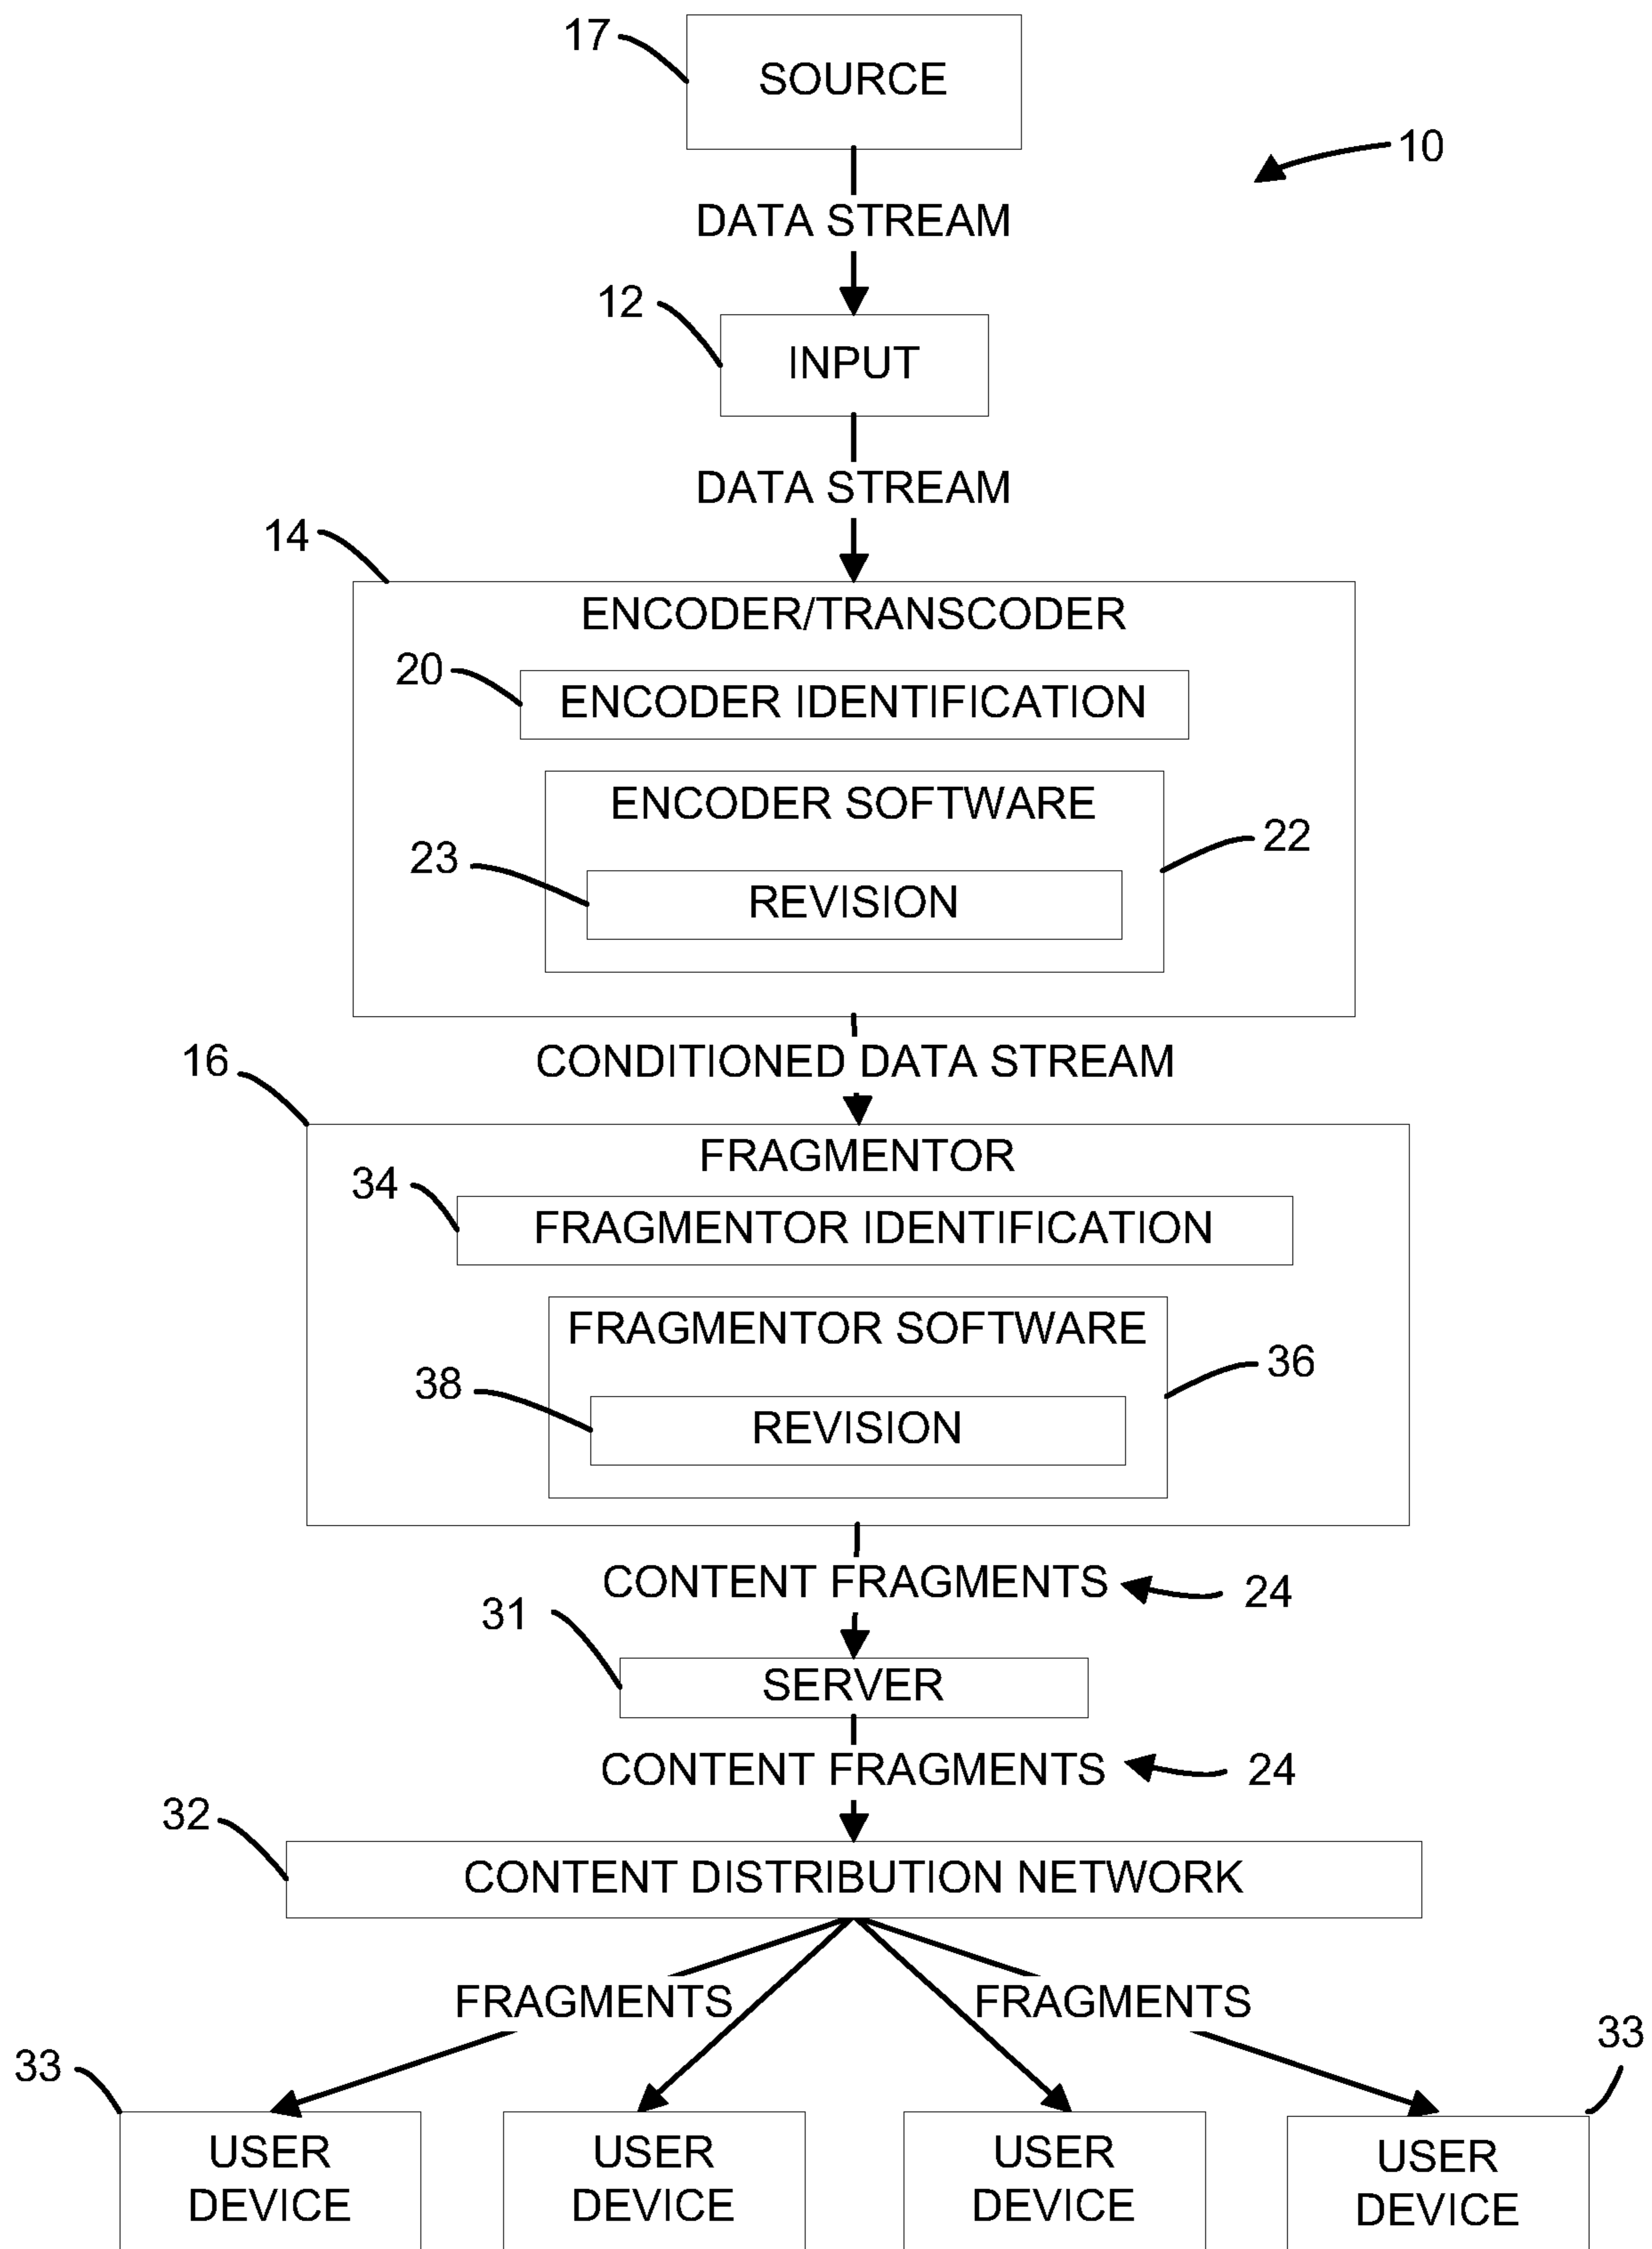 17
SOURCE
10
DATA STREAM
12
INPUT
DATA STREAM
14
ENCODER/TRANSCODER
20
ENCODER IDENTIFICATION
ENCODER SOFTWARE
22
23
REVISION
16
CONDITIONED DATA STREAM
FRAGMENTOR
34
FRAGMENTOR IDENTIFICATION
FRAGMENTOR SOFTWARE
36
38
REVISION
CONTENT FRAGMENTS
24
31
SERVER
CONTENT FRAGMENTS
24
32
CONTENT DISTRIBUTION NETWORK
FRAGMENTS
FRAGMENTS
33
33
USER
DEVICE
USER
DEVICE
USER
DEVICE
USER
DEVICE